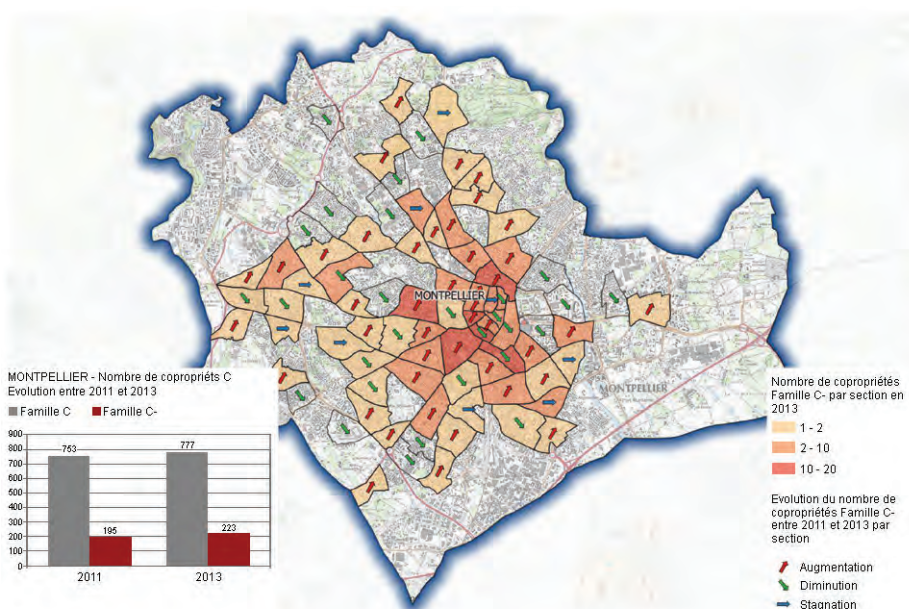 MONTPELLIER
MONTPELLIER
MONTPELLIER - Nombre de copropriéts C
Evolution entre 2011 et 2013
Famille C
Famille C-
900
800
700
600
500
400
300
200
100
0
753
195
777
223
2011
2013
Nombre de copropriétés
Famille C- par section en
2013
1 - 2
2 - 10
10 - 20
Evolution du nombre de
copropriétés Famille C-
entre 2011 et 2013 par
section
Augmentation
Diminution
Stagnation